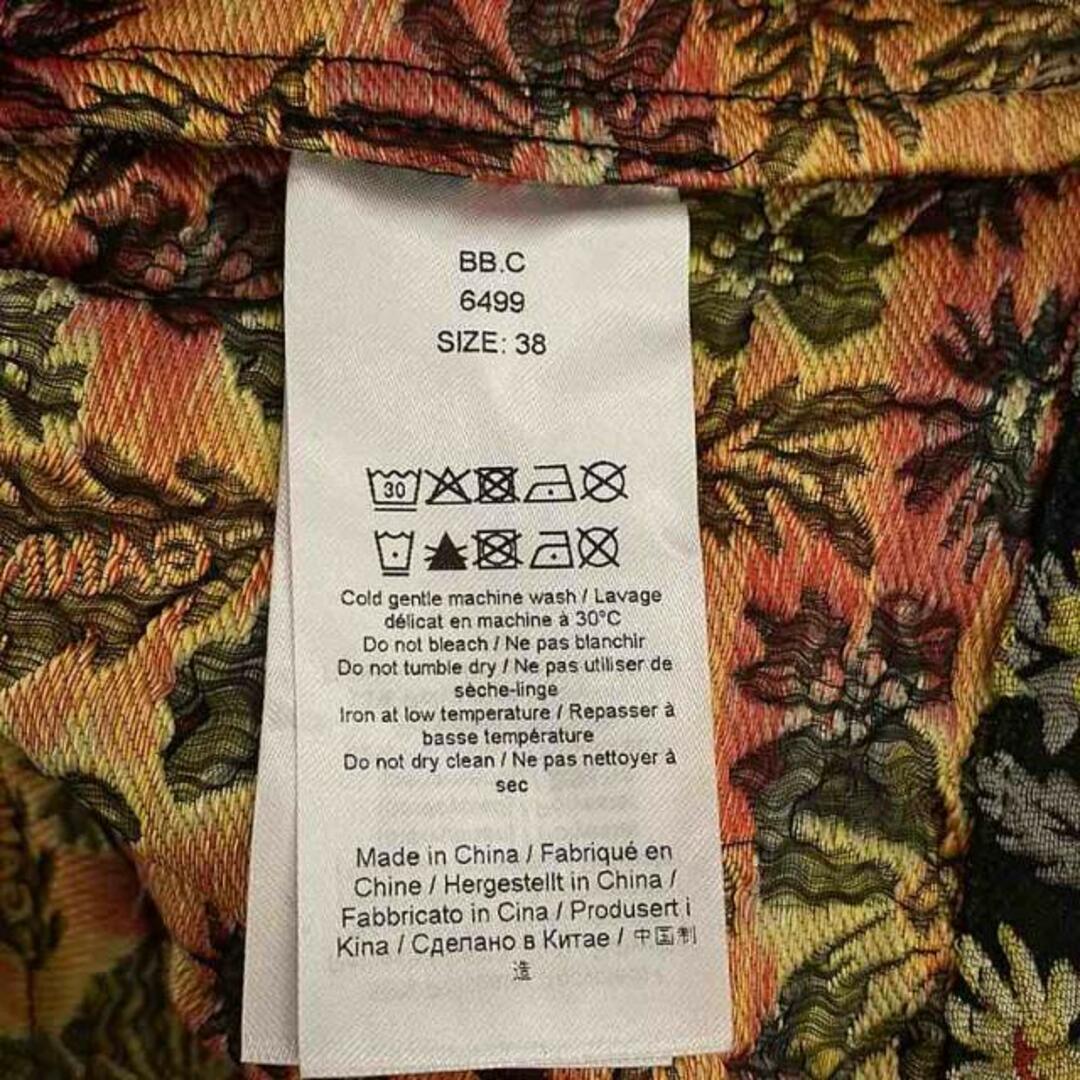 BB.C
6499
SIZE: 38
30
Cold gentle machine wash / Lavage
délicat en machine à 30°C
Do not bleach / Ne pas blanchir
Do not tumble dry / Ne pas utiliser de
sèche-linge
Iron at low temperature / Repasser à
basse température
Do not dry clean / Ne pas nettoyer à
sec
Made in China / Fabriqué en
Chine / Hergestellt in China /
Fabbricato in Cina / Produsert i
Kina / Сделано в Китае / 中国制
造